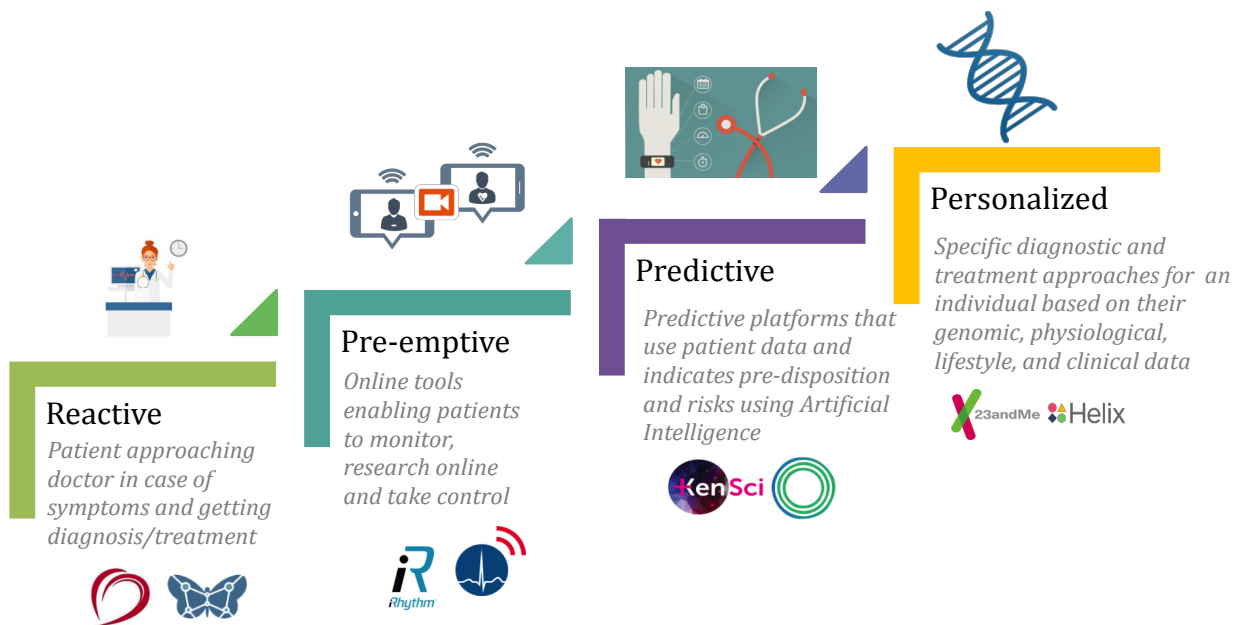 Reactive
Patient approaching
doctor in case of
symptoms and getting
diagnosis/treatment
Pre-emptive
Online tools
enabling patients
to monitor,
research online
and take control
iR
iRhythm
Predictive
Predictive platforms that
use patient data and
indicates pre-disposition
and risks using Artificial
Intelligence
KenSci
Personalized
Specific diagnostic and
treatment approaches for an
individual based on their
genomic, physiological,
lifestyle, and clinical data
23andMe
Helix